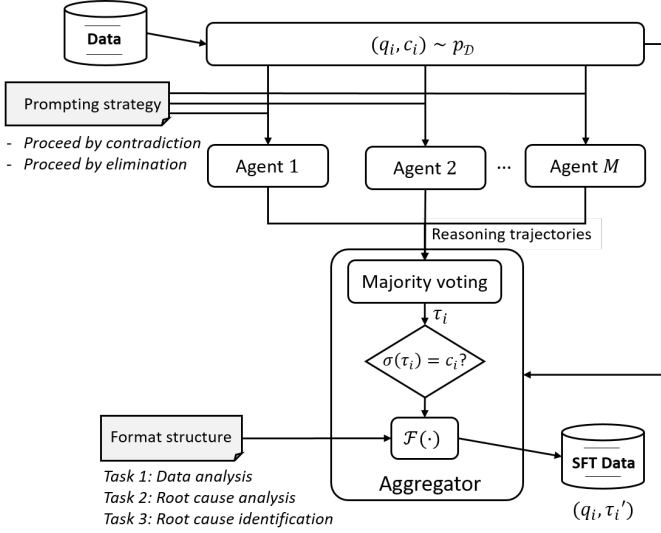 Data
(q_i, c_i) ~ p_𝒟
Prompting strategy
- Proceed by contradiction
- Proceed by elimination
Agent 1
Agent 2
...
Agent M
Reasoning trajectories
Majority voting
τ_i
σ(τ_i) = c_i?
Format structure
ℱ(·)
Task 1: Data analysis
Task 2: Root cause analysis
Task 3: Root cause identification
Aggregator
SFT Data
(q_i, τ_i′)